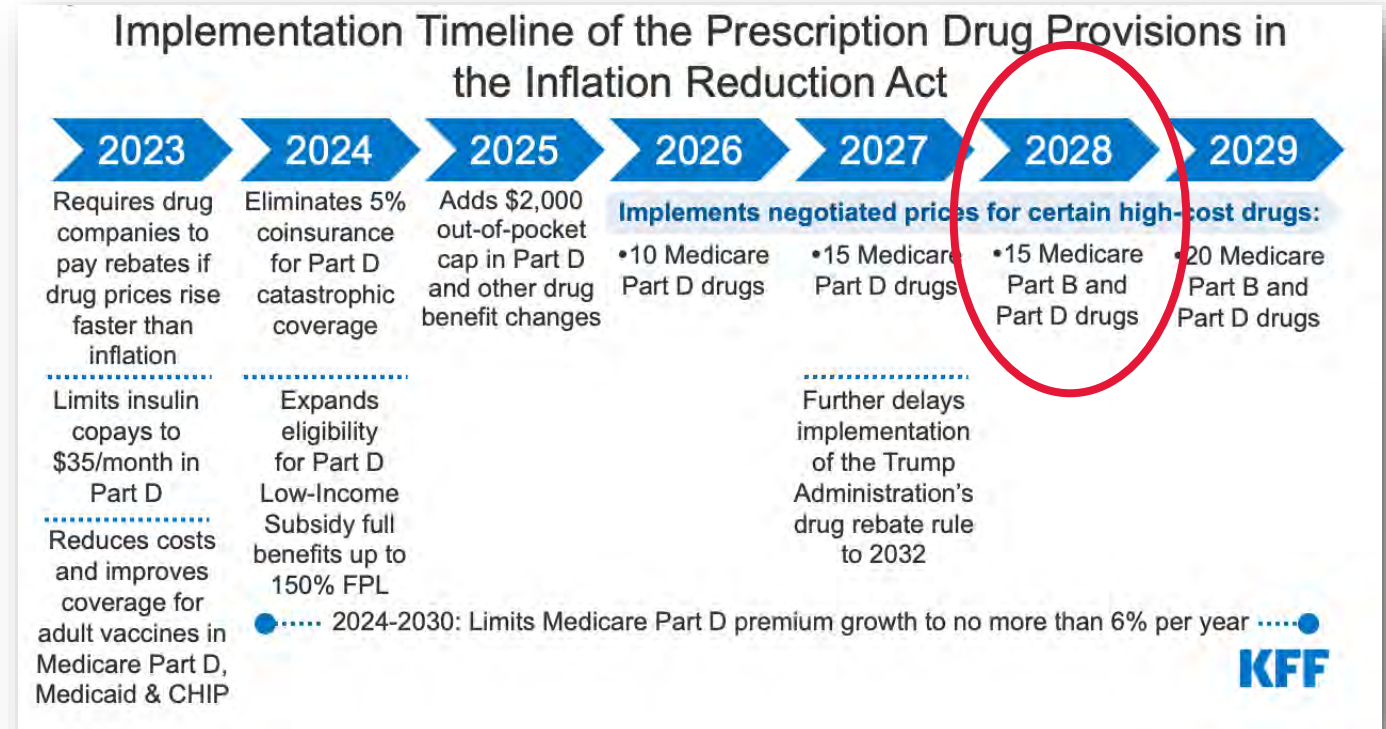 Implementation Timeline of the Prescription Drug Provisions in
the Inflation Reduction Act
2023
2024
2025
2026
2027
2028
2029
Requires drug
companies to
pay rebates if
drug prices rise
faster than
inflation
Limits insulin
copays to
$35/month in
Part D
Reduces costs
and improves
coverage for
adult vaccines in
Medicare Part D,
Medicaid & CHIP
Eliminates 5%
coinsurance
for Part D
catastrophic
coverage
Expands
eligibility
for Part D
Low-Income
Subsidy full
benefits up to
150% FPL
Adds $2,000
out-of-pocket
cap in Part D
and other drug
benefit changes
Implements negotiated prices for certain high-cost drugs:
•10 Medicare
Part D drugs
•15 Medicare
Part D drugs
Further delays
implementation
of the Trump
Administration's
drug rebate rule
to 2032
•15 Medicare
Part B and
Part D drugs
•20 Medicare
Part B and
Part D drugs
2024-2030: Limits Medicare Part D premium growth to no more than 6% per year
KFF